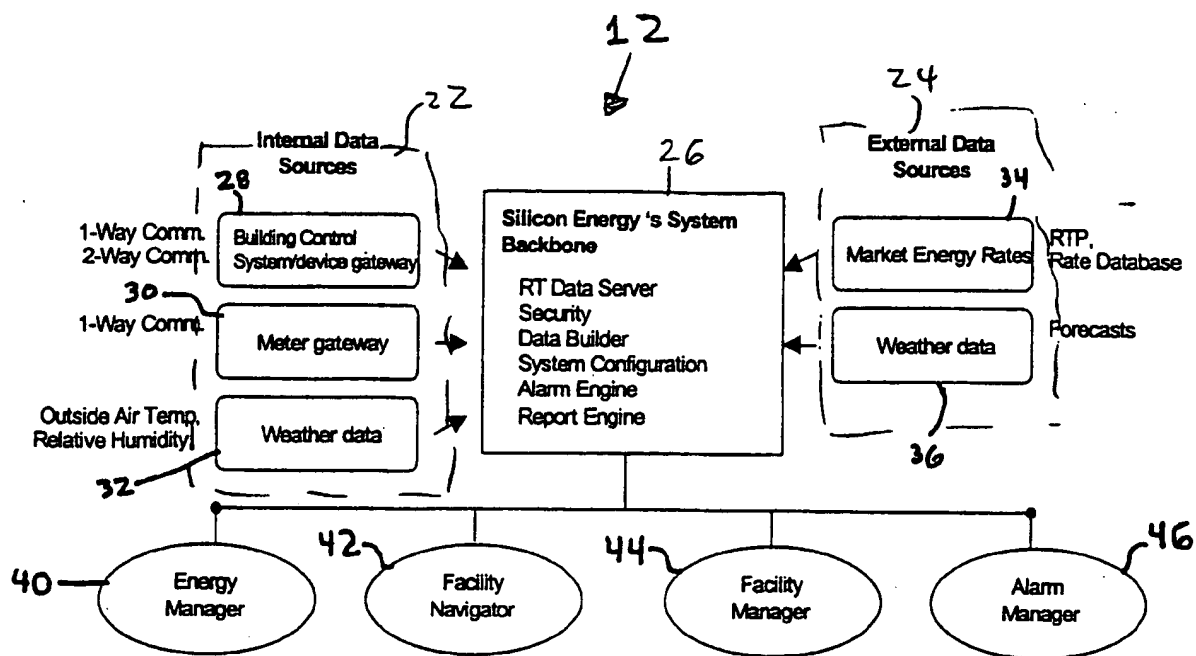 12
22
24
Internal Data
Sources
26
External Data
Sources
28
34
1-Way Comm.
2-Way Comm.
Building Control
System/device gateway
Silicon Energy 's System
Backbone
Market Energy Rates
RTP,
Rate Database
30
1-Way Comm.
Meter gateway
RT Data Server
Security
Data Builder
System Configuration
Alarm Engine
Report Engine
Weather data
Forecasts
Outside Air Temp,
Relative Humidity
Weather data
32
36
40
Energy
Manager
42
Facility
Navigator
44
Facility
Manager
46
Alarm
Manager